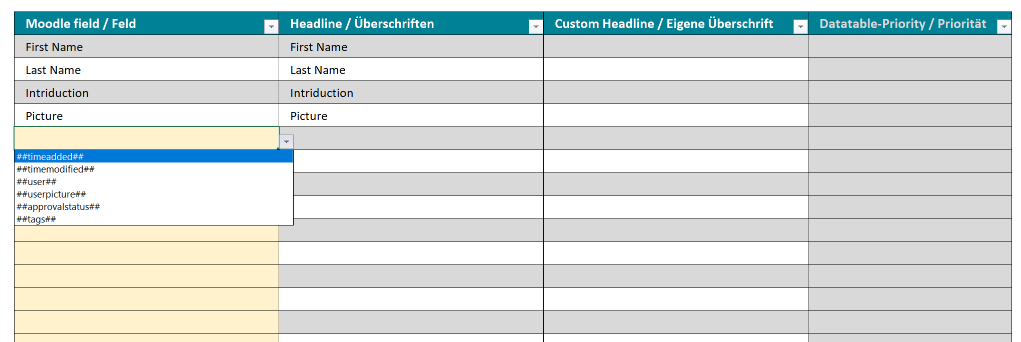 Moodle field / Feld Headline / Überschriften Custom Headline / Eigene Überschrift Datatable-Priority / Priorität
First Name First Name
Last Name Last Name
Intriduction Intriduction
Picture Picture
##timeadded##
##timemodified##
##user##
##userpicture##
##approvalstatus##
##tags##